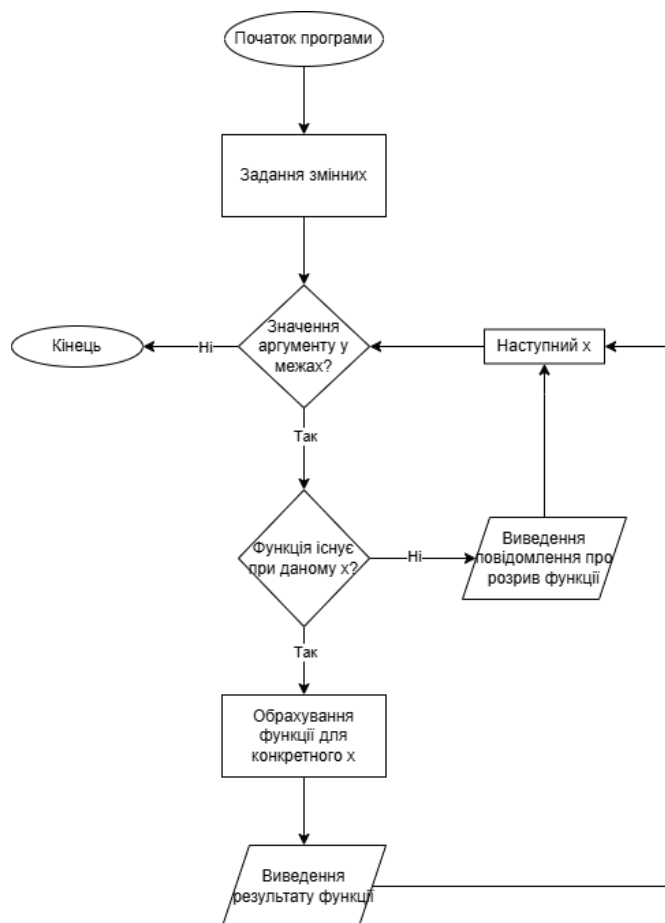 Початок програми
Задання змінних
Значення
аргументу у
межах?
Ні
Кінець
Наступний х
Так
Функція існує
при даному х?
Ні
Виведення
повідомлення про
розрив функції
Так
Обрахування
функції для
конкретного х
Виведення
результату функції